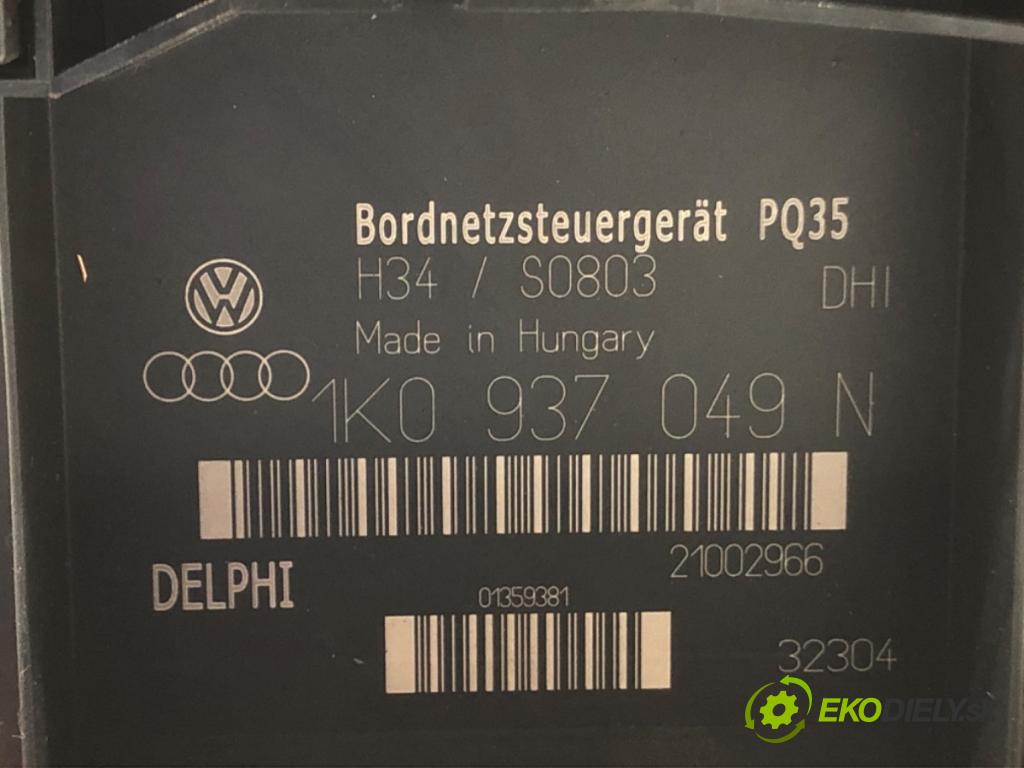 Bordnetzsteuergerät PQ35
H34 / S0803 DHI
Made in Hungary
1K0 937 049 N
21002966
DELPHI
01359381
32304
EKODIELY.sk